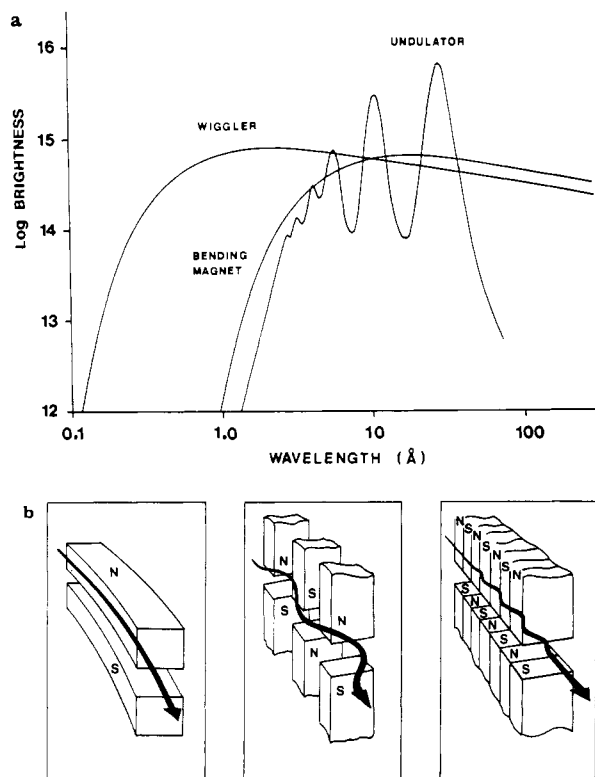 a
UNDULATOR
16
WIGGLER
15
Log BRIGHTNESS
14
BENDING
MAGNET
13
12
0.1 1.0 10 100
WAVELENGTH (Å)
b
N
S
N
S
N
S
N
S
N
S
N
S
N
S
N
S
N
S
N
S
N
S